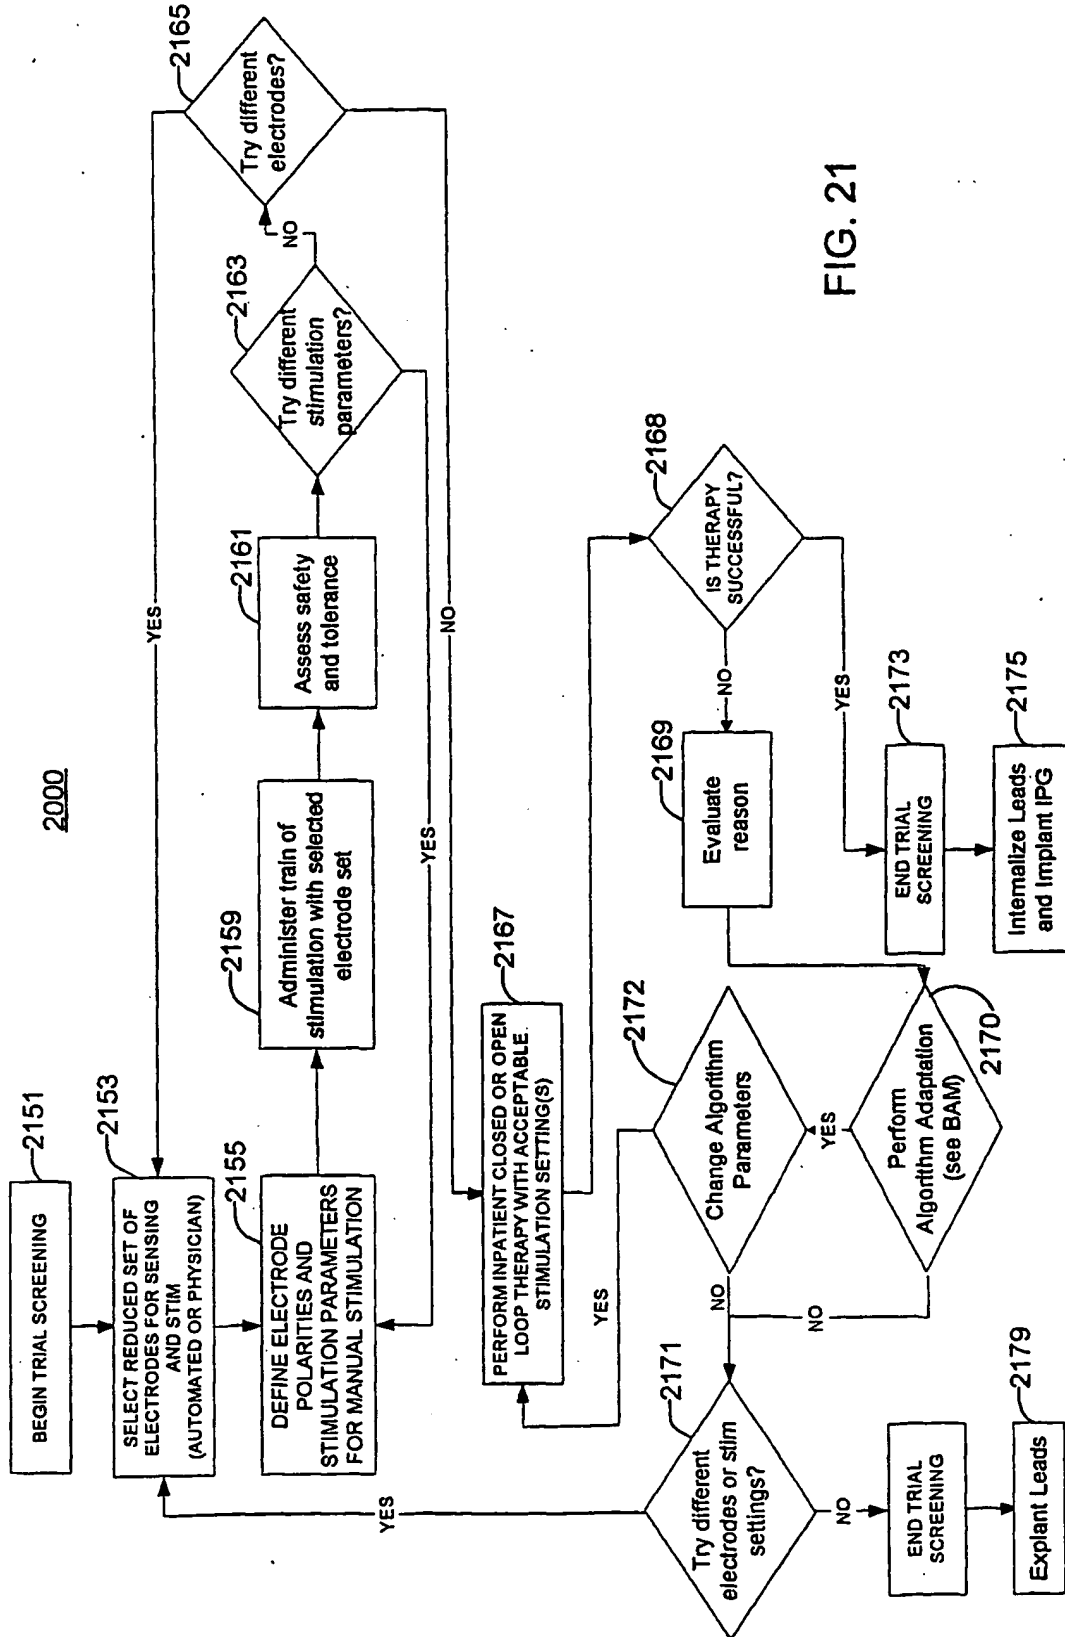 2000
2151
BEGIN TRIAL SCREENING
2153
SELECT REDUCED SET OF
ELECTRODES FOR SENSING
AND STIM
(AUTOMATED OR PHYSICIAN)
2155
DEFINE ELECTRODE
POLARITIES AND
STIMULATION PARAMETERS
FOR MANUAL STIMULATION
2159
Administer train of
stimulation with selected
electrode set
2161
Assess safety
and tolerance
2163
Try different
stimulation
parameters?
NO
YES
2165
Try different
electrodes?
YES
NO
2167
PERFORM INPATIENT CLOSED OR OPEN
LOOP THERAPY WITH ACCEPTABLE
STIMULATION SETTING(S)
2168
IS THERAPY
SUCCESSFUL?
NO
YES
2169
Evaluate
reason
2170
Perform
Algorithm Adaptation
(see BAM)
YES
NO
2172
Change Algorithm
Parameters
YES
NO
2171
Try different
electrodes or stim
settings?
YES
NO
2173
END TRIAL
SCREENING
2175
Internalize Leads
and Implant IPG
END TRIAL
SCREENING
2179
Explant Leads
FIG. 21